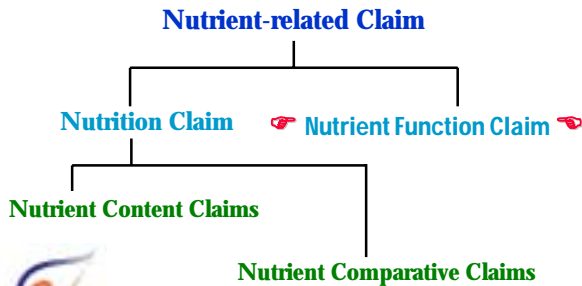 Nutrient-related Claim
Nutrition Claim
☞ Nutrient Function Claim ☜
Nutrient Content Claims
Nutrient Comparative Claims